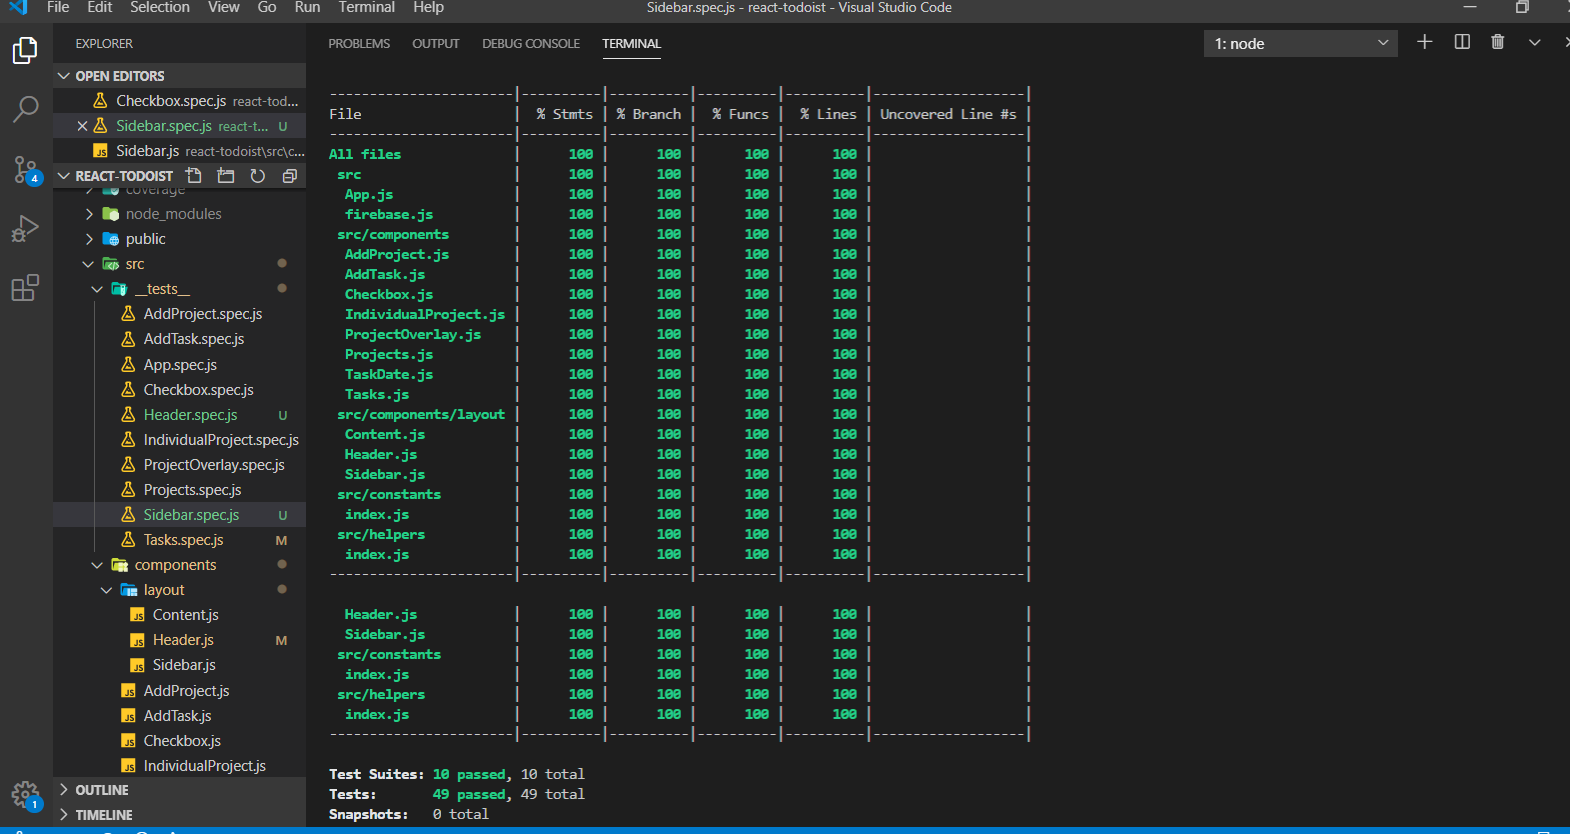 File Edit Selection View Go Run Terminal Help
Sidebar.spec.js - react-todoist - Visual Studio Code
EXPLORER
OPEN EDITORS
Checkbox.spec.js react-tod...
Sidebar.spec.js react-t... U
Sidebar.js react-todoist\src\c...
REACT-TODOIST
coverage
node_modules
public
src
__tests__
AddProject.spec.js
AddTask.spec.js
App.spec.js
Checkbox.spec.js
Header.spec.js U
IndividualProject.spec.js
ProjectOverlay.spec.js
Projects.spec.js
Sidebar.spec.js U
Tasks.spec.js M
components
layout
Content.js
Header.js M
Sidebar.js
AddProject.js
AddTask.js
Checkbox.js
IndividualProject.js
OUTLINE
TIMELINE
4
1
PROBLEMS OUTPUT DEBUG CONSOLE TERMINAL
1: node
-----------------------|----------|----------|----------|----------|-------------------|
File | % Stmts | % Branch | % Funcs | % Lines | Uncovered Line #s |
-----------------------|----------|----------|----------|----------|-------------------|
All files | 100 | 100 | 100 | 100 | |
src | 100 | 100 | 100 | 100 | |
App.js | 100 | 100 | 100 | 100 | |
firebase.js | 100 | 100 | 100 | 100 | |
src/components | 100 | 100 | 100 | 100 | |
AddProject.js | 100 | 100 | 100 | 100 | |
AddTask.js | 100 | 100 | 100 | 100 | |
Checkbox.js | 100 | 100 | 100 | 100 | |
IndividualProject.js | 100 | 100 | 100 | 100 | |
ProjectOverlay.js | 100 | 100 | 100 | 100 | |
Projects.js | 100 | 100 | 100 | 100 | |
TaskDate.js | 100 | 100 | 100 | 100 | |
Tasks.js | 100 | 100 | 100 | 100 | |
src/components/layout | 100 | 100 | 100 | 100 | |
Content.js | 100 | 100 | 100 | 100 | |
Header.js | 100 | 100 | 100 | 100 | |
Sidebar.js | 100 | 100 | 100 | 100 | |
src/constants | 100 | 100 | 100 | 100 | |
index.js | 100 | 100 | 100 | 100 | |
src/helpers | 100 | 100 | 100 | 100 | |
index.js | 100 | 100 | 100 | 100 | |
-----------------------|----------|----------|----------|----------|-------------------|
Header.js | 100 | 100 | 100 | 100 | |
Sidebar.js | 100 | 100 | 100 | 100 | |
src/constants | 100 | 100 | 100 | 100 | |
index.js | 100 | 100 | 100 | 100 | |
src/helpers | 100 | 100 | 100 | 100 | |
index.js | 100 | 100 | 100 | 100 | |
-----------------------|----------|----------|----------|----------|-------------------|
Test Suites: 10 passed, 10 total
Tests: 49 passed, 49 total
Snapshots: 0 total